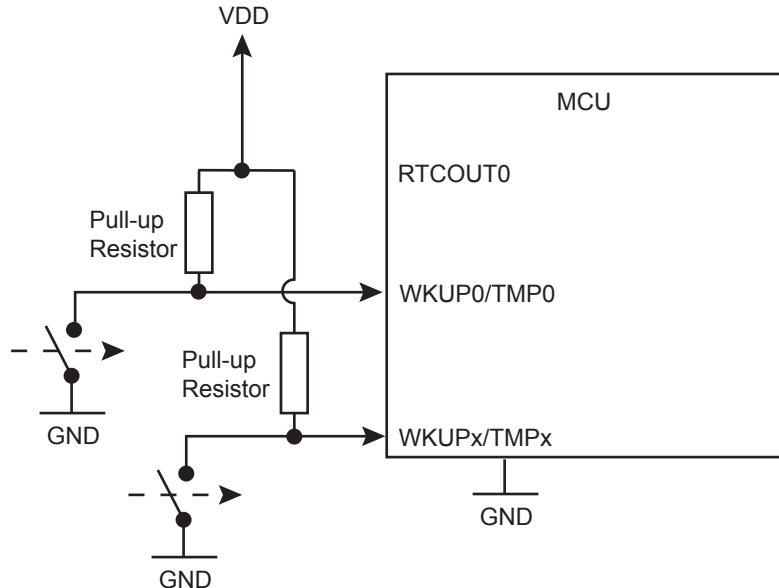 VDD
MCU
RTCOUT0
Pull-up
Resistor
WKUP0/TMP0
Pull-up
Resistor
GND
WKUPx/TMPx
GND
GND